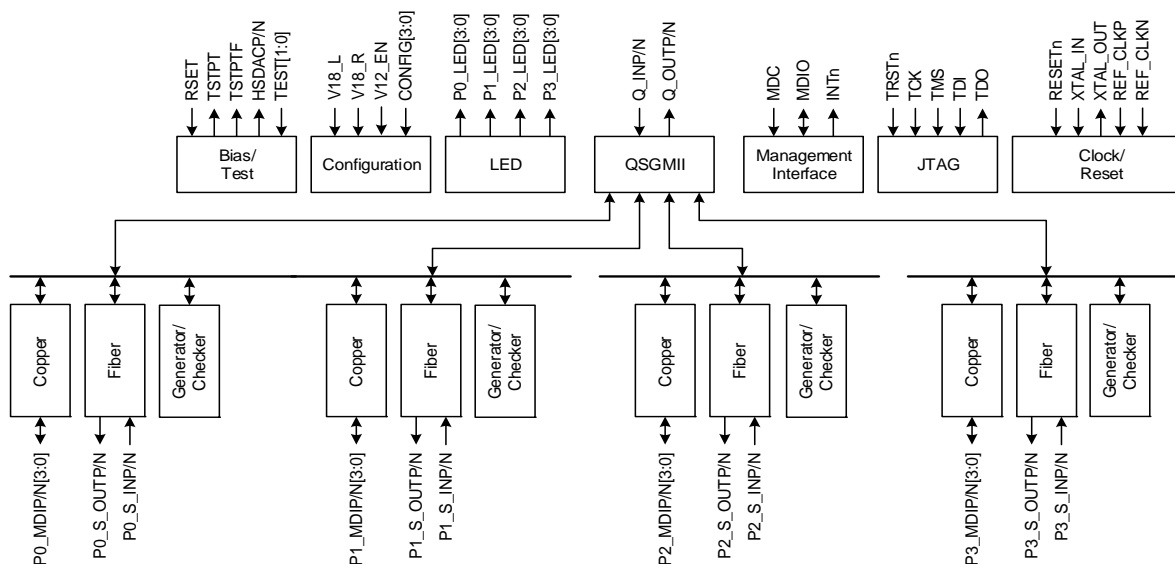 RSET
TSTPT
TSTPTF
HSDACP/N
TEST[1:0]
V18_L
V18_R
V12_EN
CONFIG[3:0]
P0_LED[3:0]
P1_LED[3:0]
P2_LED[3:0]
P3_LED[3:0]
Q_INP/N
Q_OUTP/N
MDC
MDIO
INTn
TRSTn
TCK
TMS
TDI
TDO
RESETn
XTAL_IN
XTAL_OUT
REF_CLKP
REF_CLKN
Bias/
Test
Configuration
LED
QSGMII
Management
Interface
JTAG
Clock/
Reset
Copper
Fiber
Generator/
Checker
Copper
Fiber
Generator/
Checker
Copper
Fiber
Generator/
Checker
Copper
Fiber
Generator/
Checker
P0_MDIP/N[3:0]
P0_S_OUTP/N
P0_S_INP/N
P1_MDIP/N[3:0]
P1_S_OUTP/N
P1_S_INP/N
P2_MDIP/N[3:0]
P2_S_OUTP/N
P2_S_INP/N
P3_MDIP/N[3:0]
P3_S_OUTP/N
P3_S_INP/N